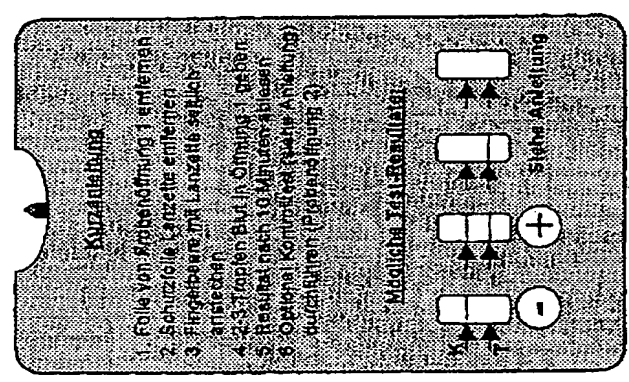 Kurzanleitung
1. Folie von Probenöffnung 1 entfernen
2. Schutzfolie Lanzette entfernen
3. Fingerbeere mit Lanzette seitlich
anstechen
4. 2-3 Tropfen Blut in Öffnung 1 geben
5. Resultat nach 10 Minuten ablesen
6. Optional Kontrolltest (siehe Anleitung)
durchführen (Probenöffnung 2)
Mögliche Test-Resultate:
K
T
- +
Siehe Anleitung